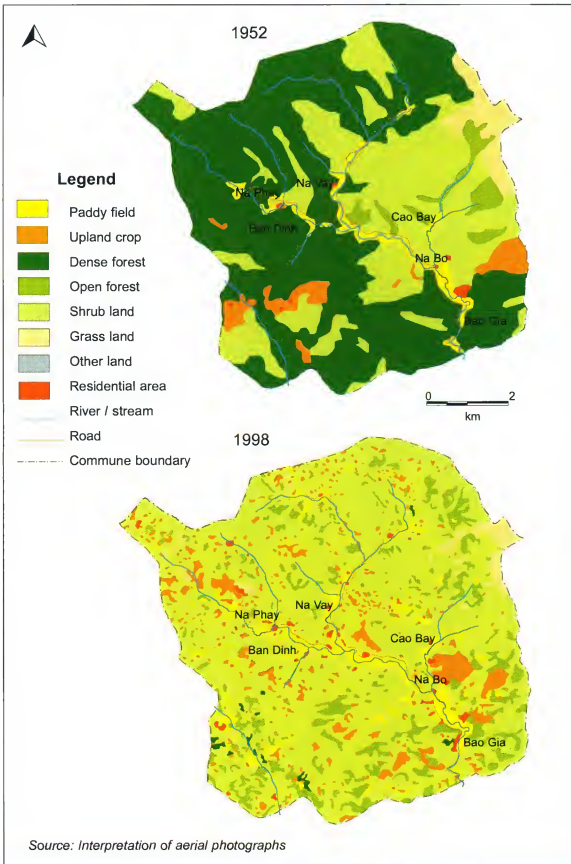 1952
Legend
Paddy field
Upland crop
Dense forest
Open forest
Shrub land
Grass land
Other land
Residential area
River / stream
Road
Commune boundary
Na Phay
Na Vay
Ban Dinh
Cao Bay
Na Bo
Bao Gia
0 2
km
1998
Na Phay
Na Vay
Ban Dinh
Cao Bay
Na Bo
Bao Gia
Source: Interpretation of aerial photographs